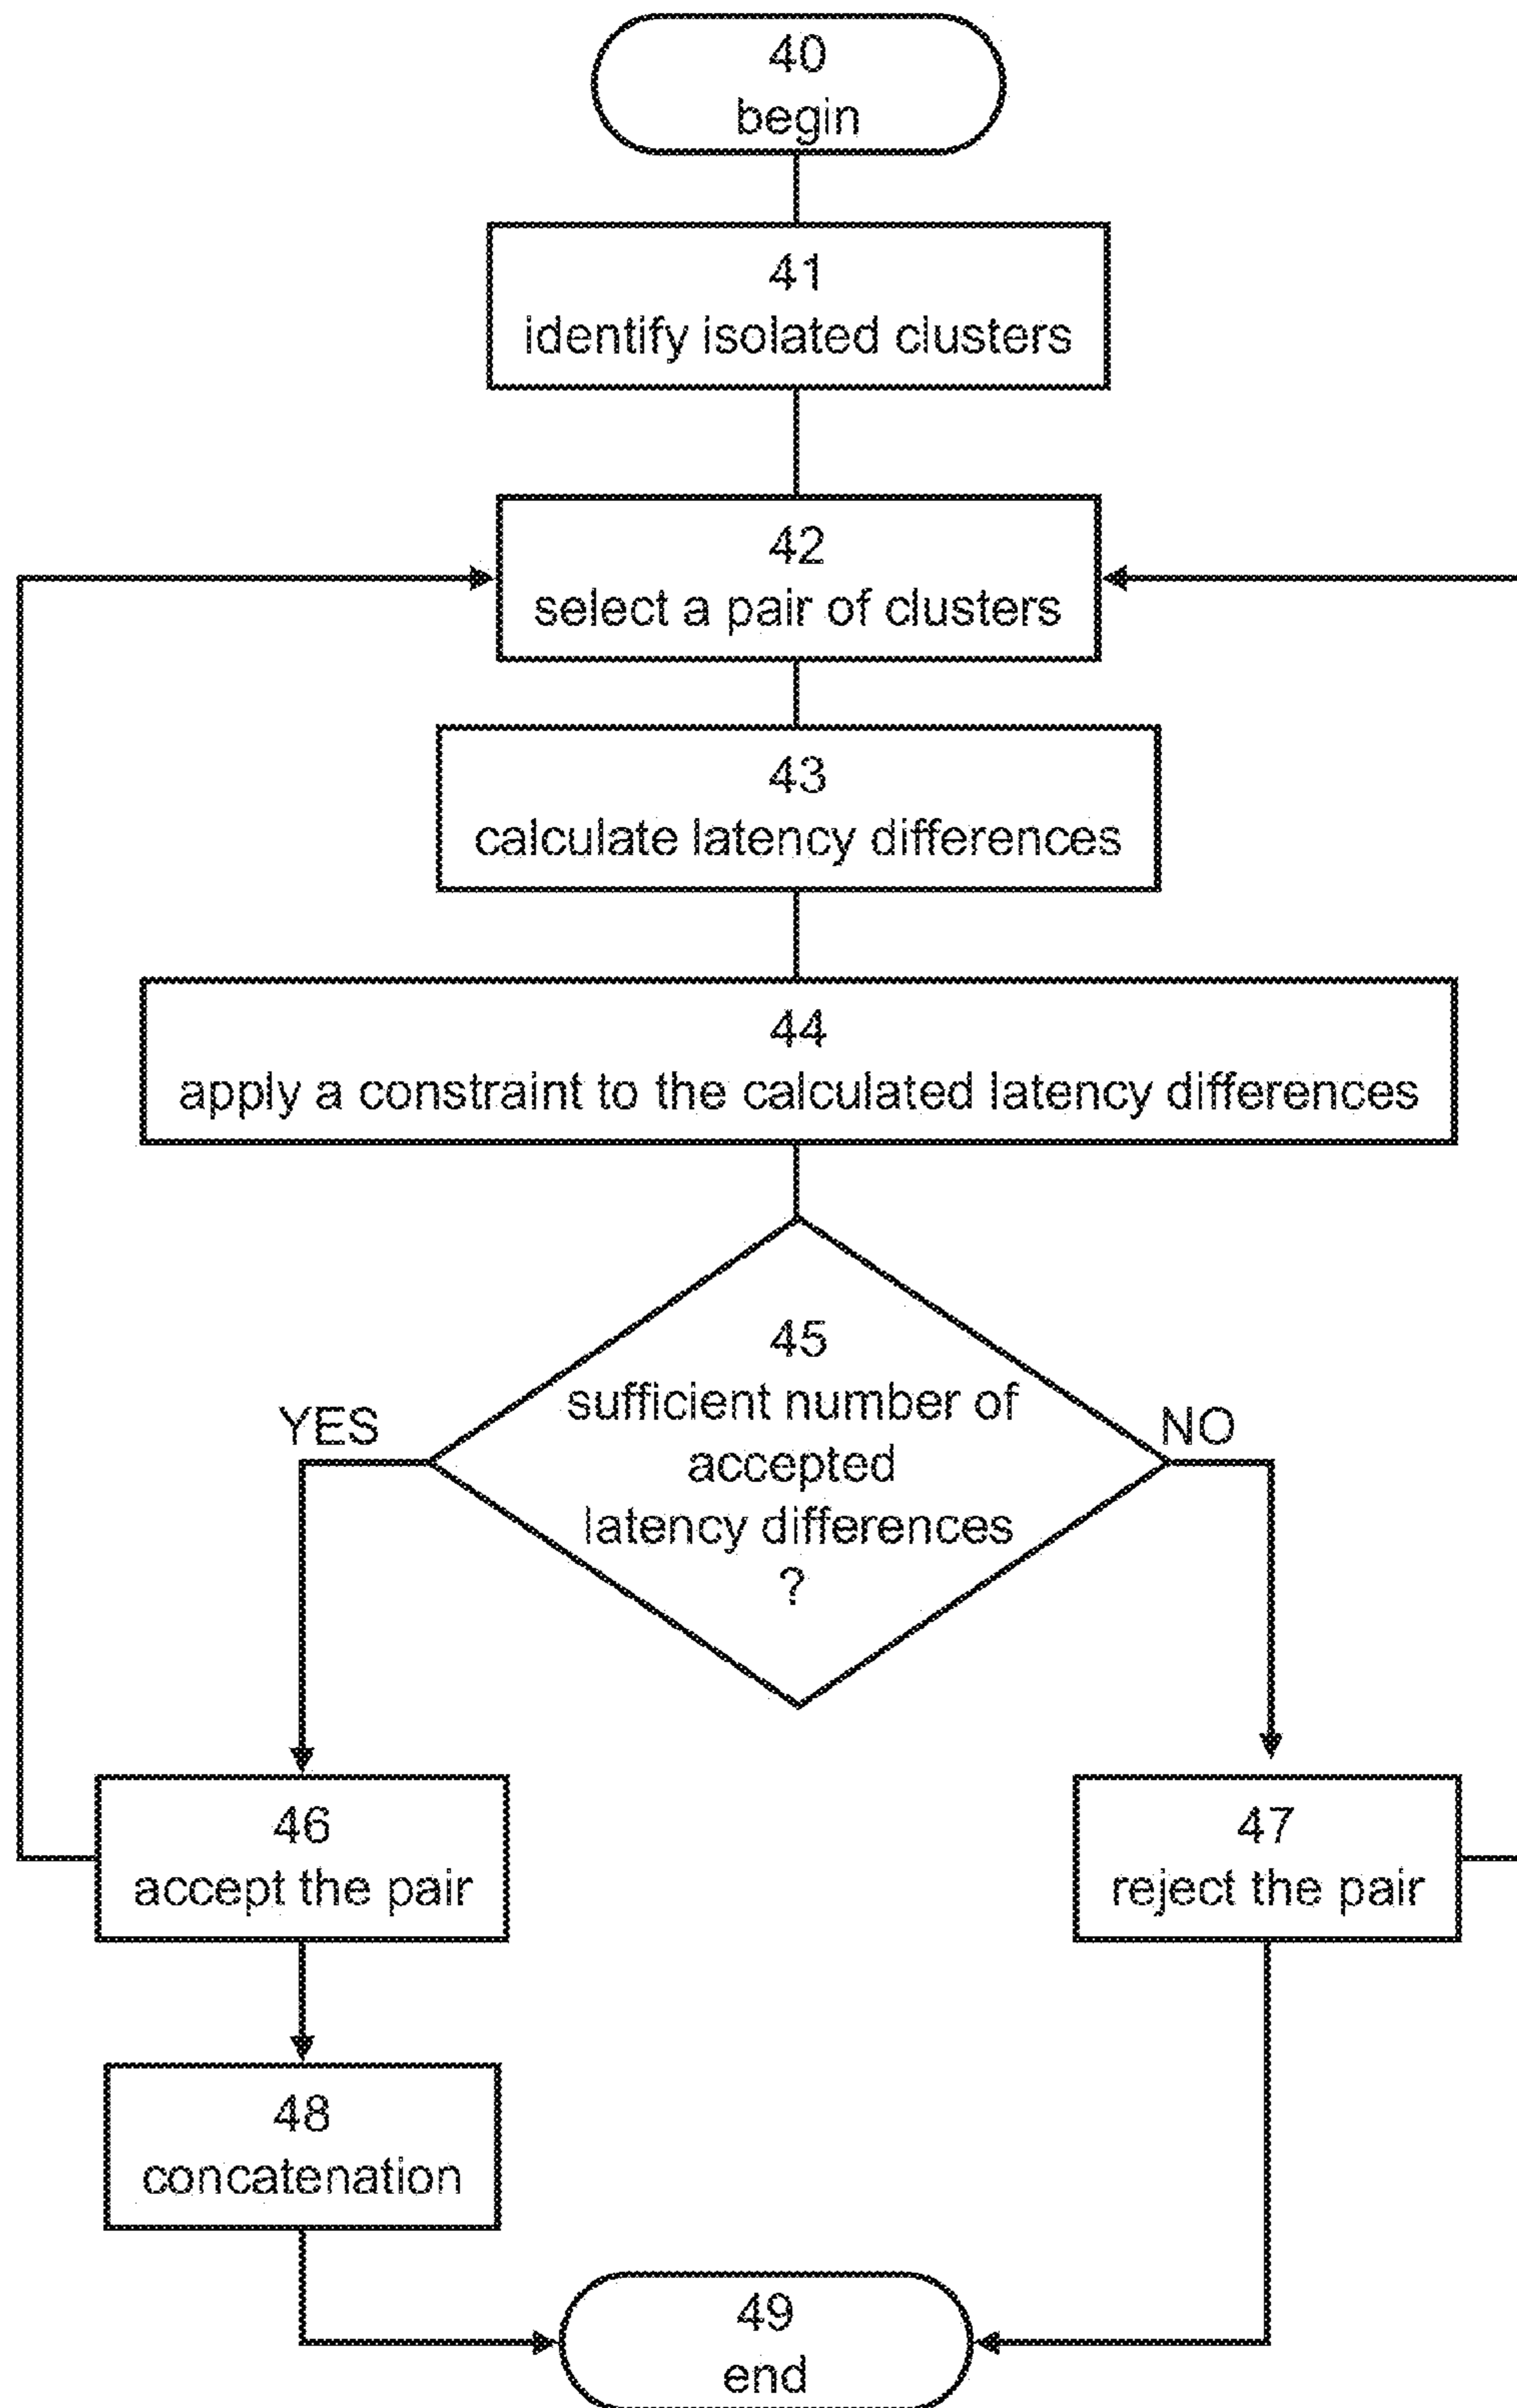 40
begin
41
identify isolated clusters
42
select a pair of clusters
43
calculate latency differences
44
apply a constraint to the calculated latency differences
45
sufficient number of
accepted
latency differences
?
YES
NO
46
accept the pair
47
reject the pair
48
concatenation
49
end